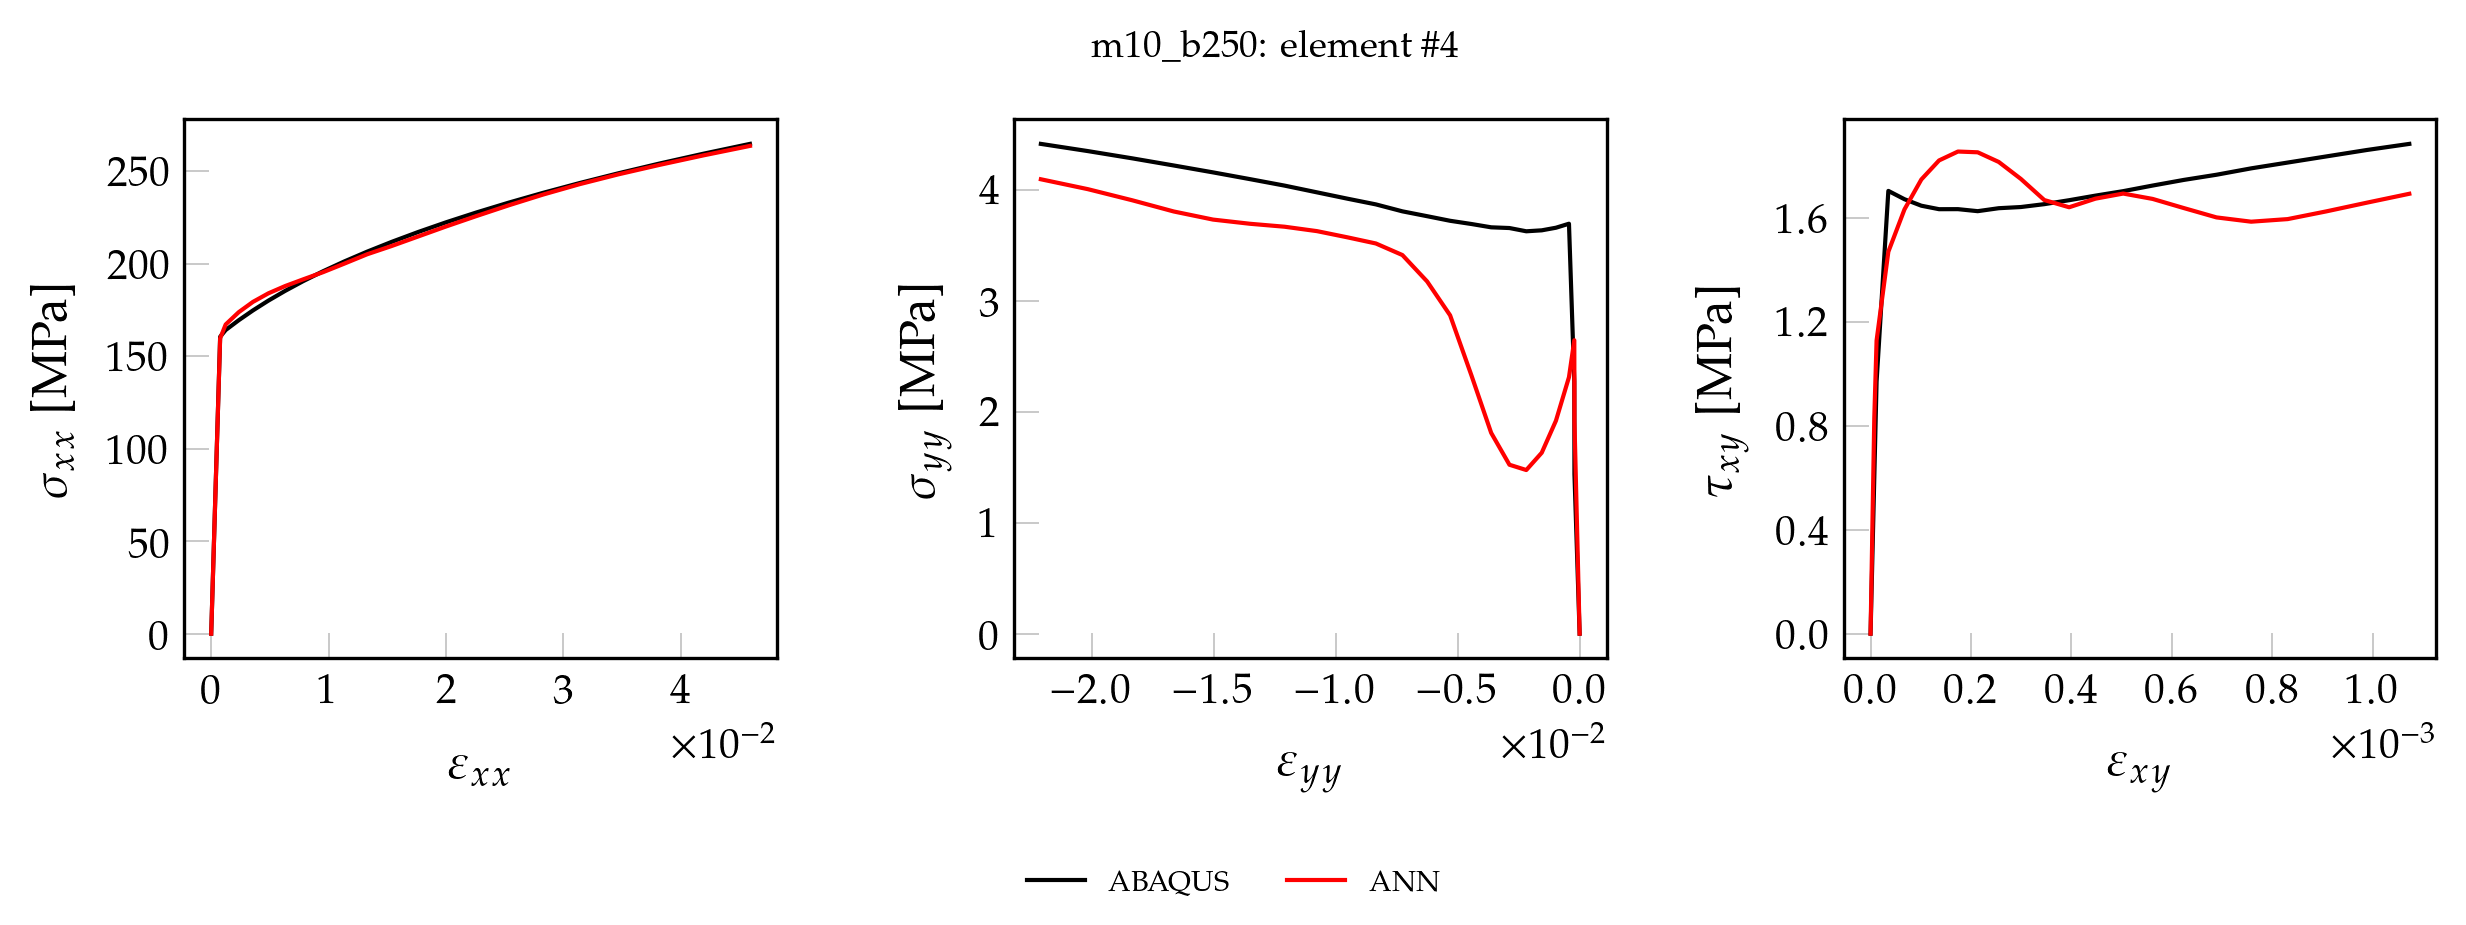 m10_b250: element #4
σxx [MPa]
250
200
150
100
50
0
0 1 2 3 4
×10−2
εxx
σyy [MPa]
4
3
2
1
0
−2.0 −1.5 −1.0 −0.5 0.0
×10−2
εyy
τxy [MPa]
1.6
1.2
0.8
0.4
0.0
0.0 0.2 0.4 0.6 0.8 1.0
×10−3
εxy
ABAQUS ANN